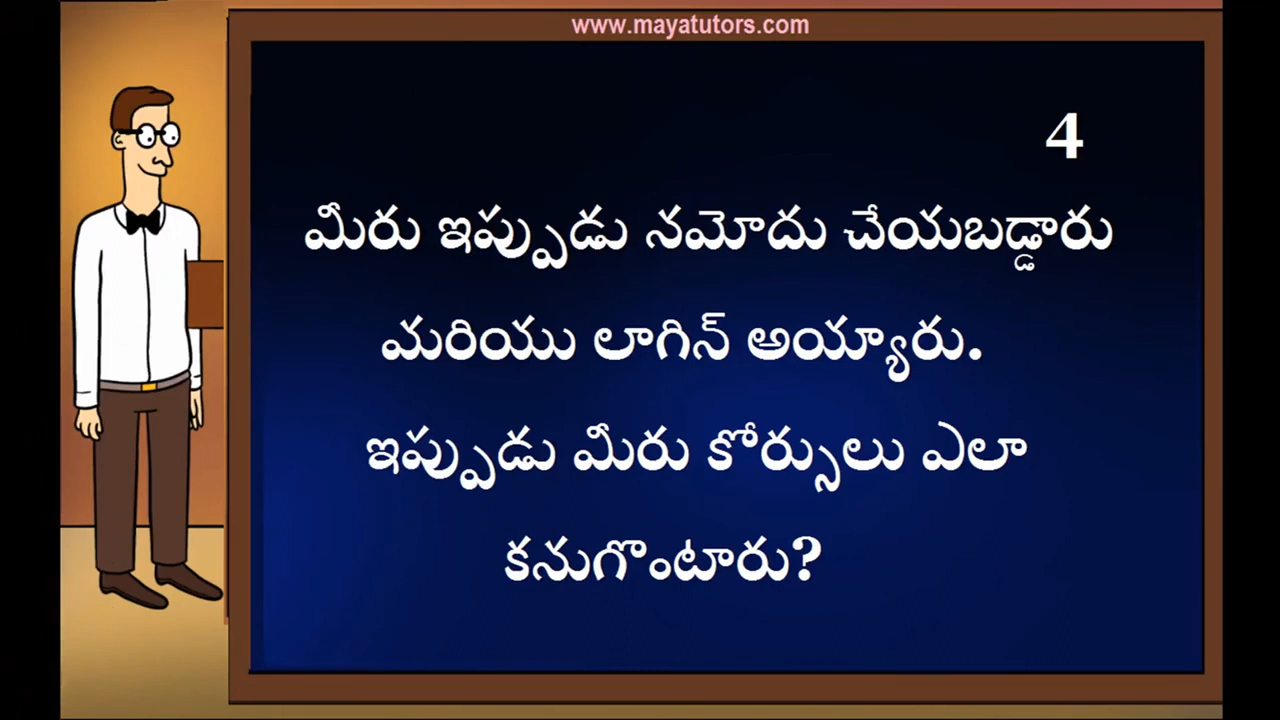 www.mayatutors.com
4
మీరు ఇప్పుడు నమోదు చేయబడ్డారు
మరియు లాగిన్ అయ్యారు.
ఇప్పుడు మీరు కోర్సులు ఎలా
కనుగొంటారు?